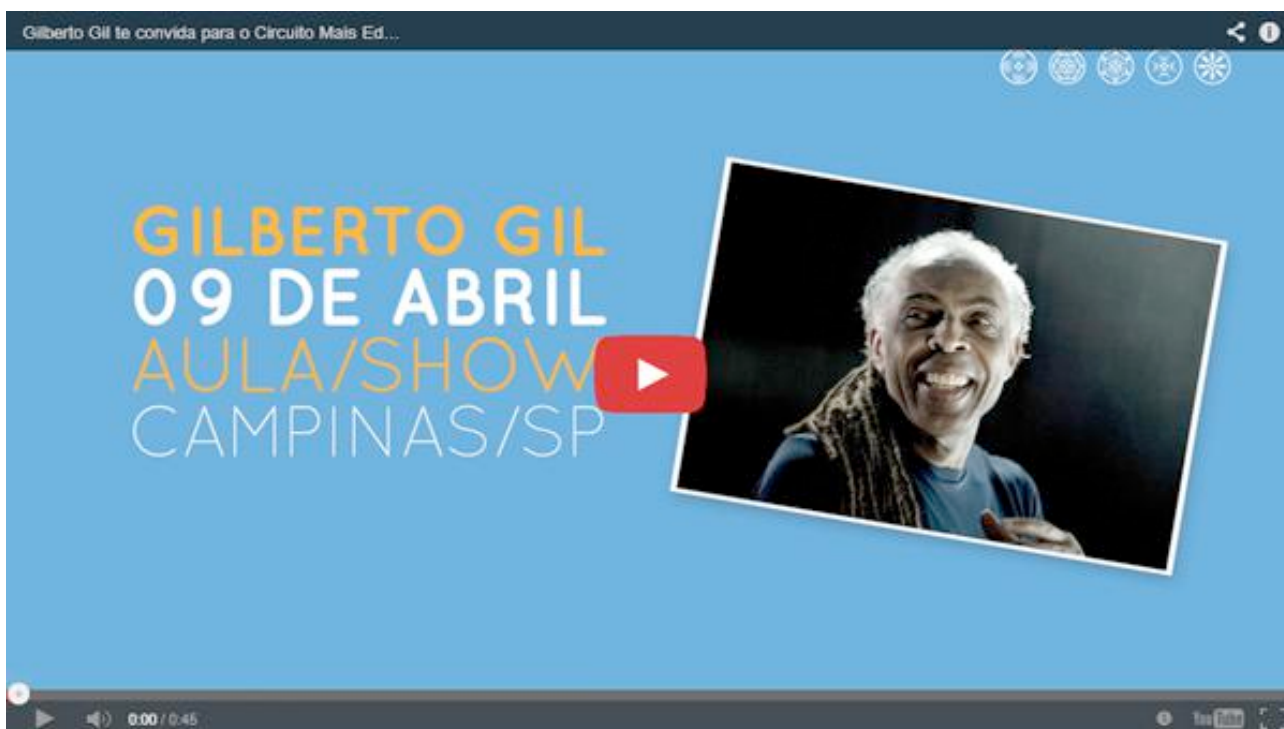 Gilberto Gil te convida para o Circuito Mais Ed...
GILBERTO GIL
09 DE ABRIL
AULA/SHOW
CAMPINAS/SP
0:00 / 0:45
YouTube